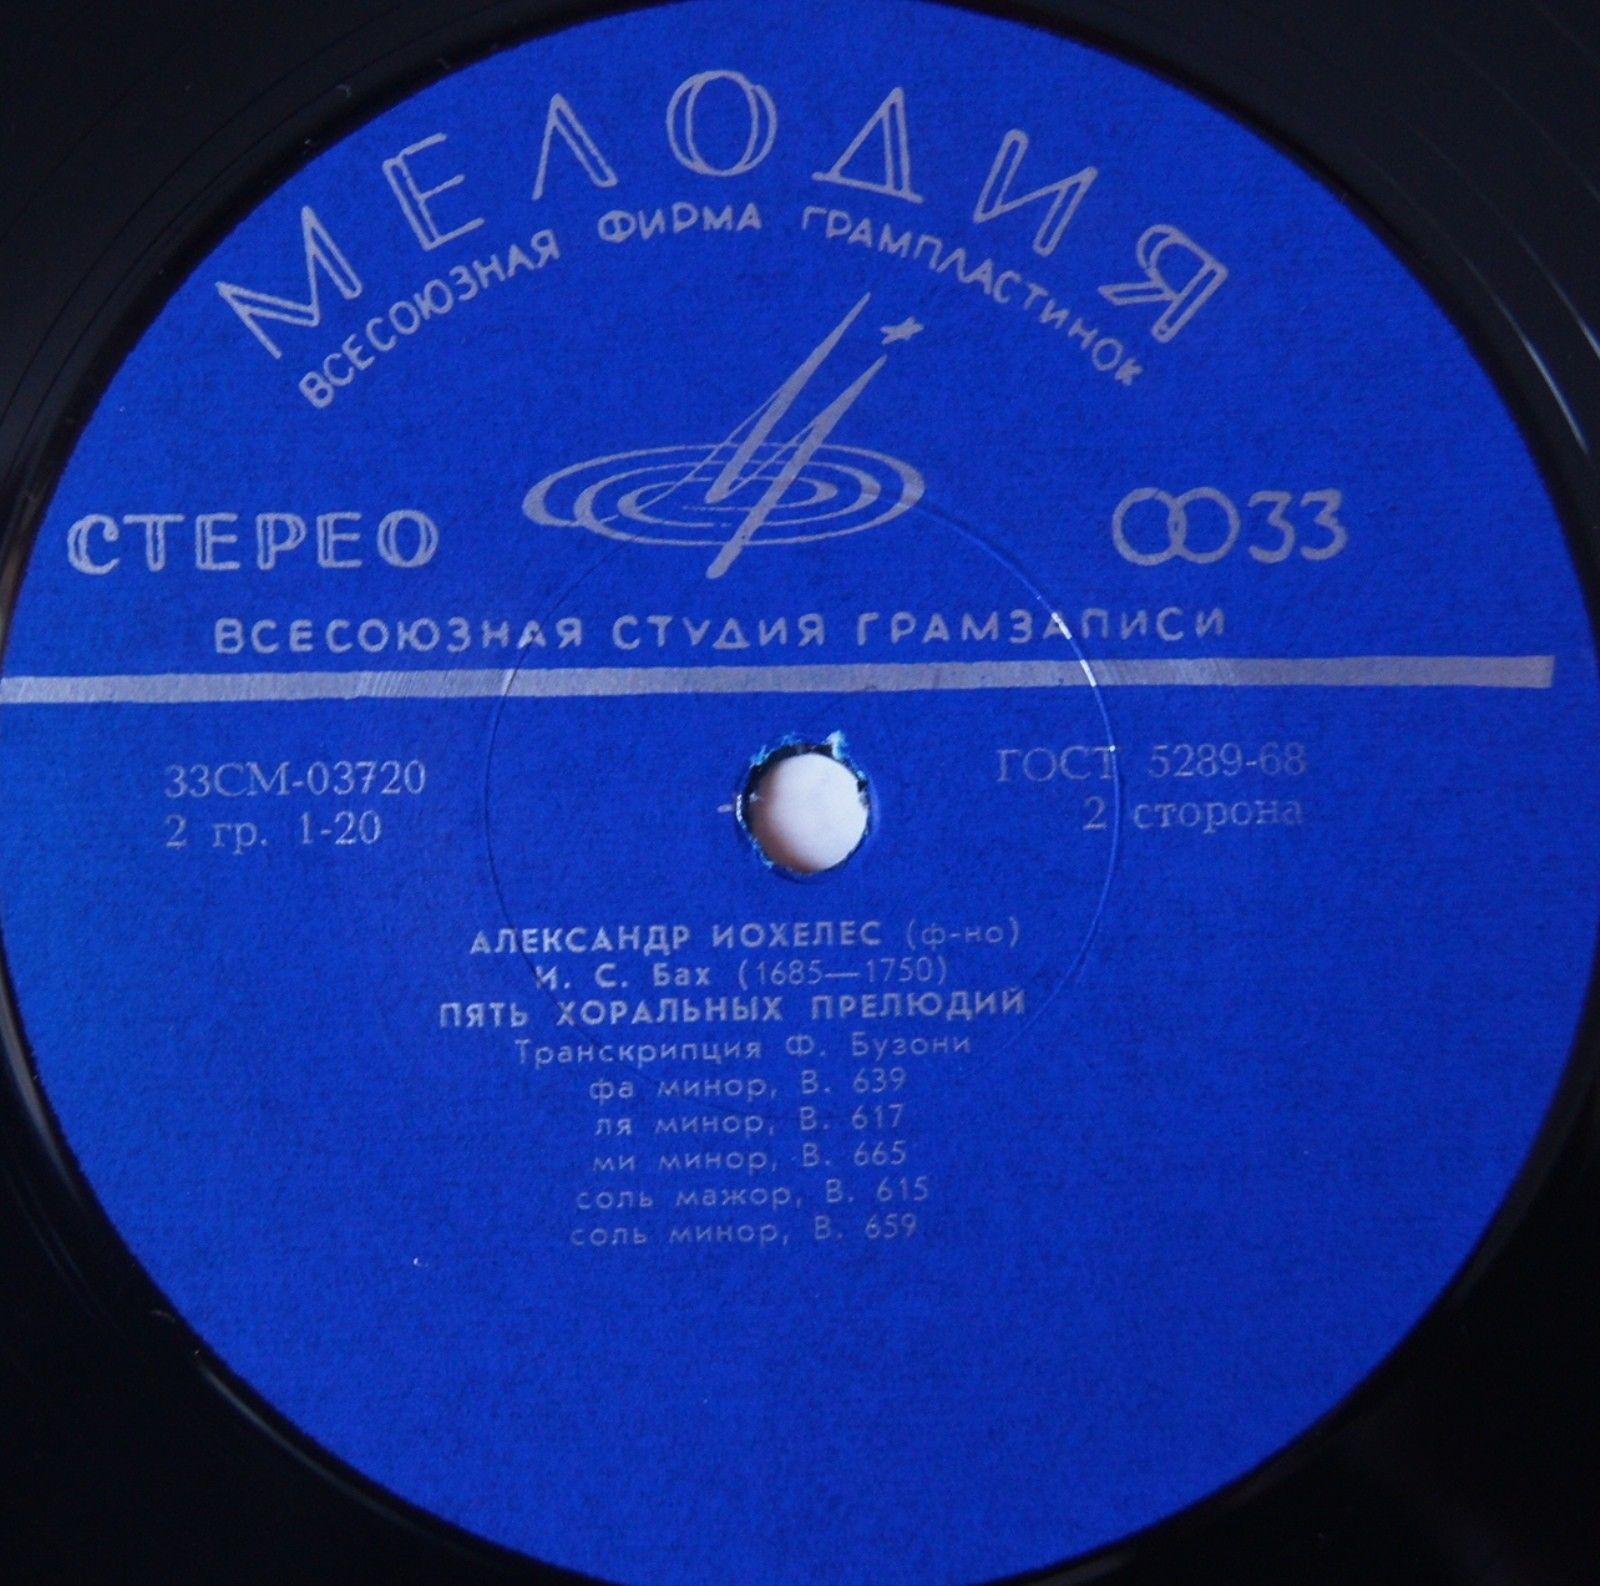 МЕЛОДИЯ
ВСЕСОЮЗНАЯ ФИРМА ГРАМПЛАСТИНОК
СТЕРЕО
33
ВСЕСОЮЗНАЯ СТУДИЯ ГРАМЗАПИСИ
33СМ-03720
ГОСТ 5289-68
2 гр. 1-20
2 сторона
АЛЕКСАНДР ИОХЕЛЕС (ф-но)
И. С. Бах (1685—1750)
ПЯТЬ ХОРАЛЬНЫХ ПРЕЛЮДИЙ
Транскрипция Ф. Бузони
фа минор, В. 639
ля минор, В. 617
ми минор, В. 665
соль мажор, В. 615
соль минор, В. 659